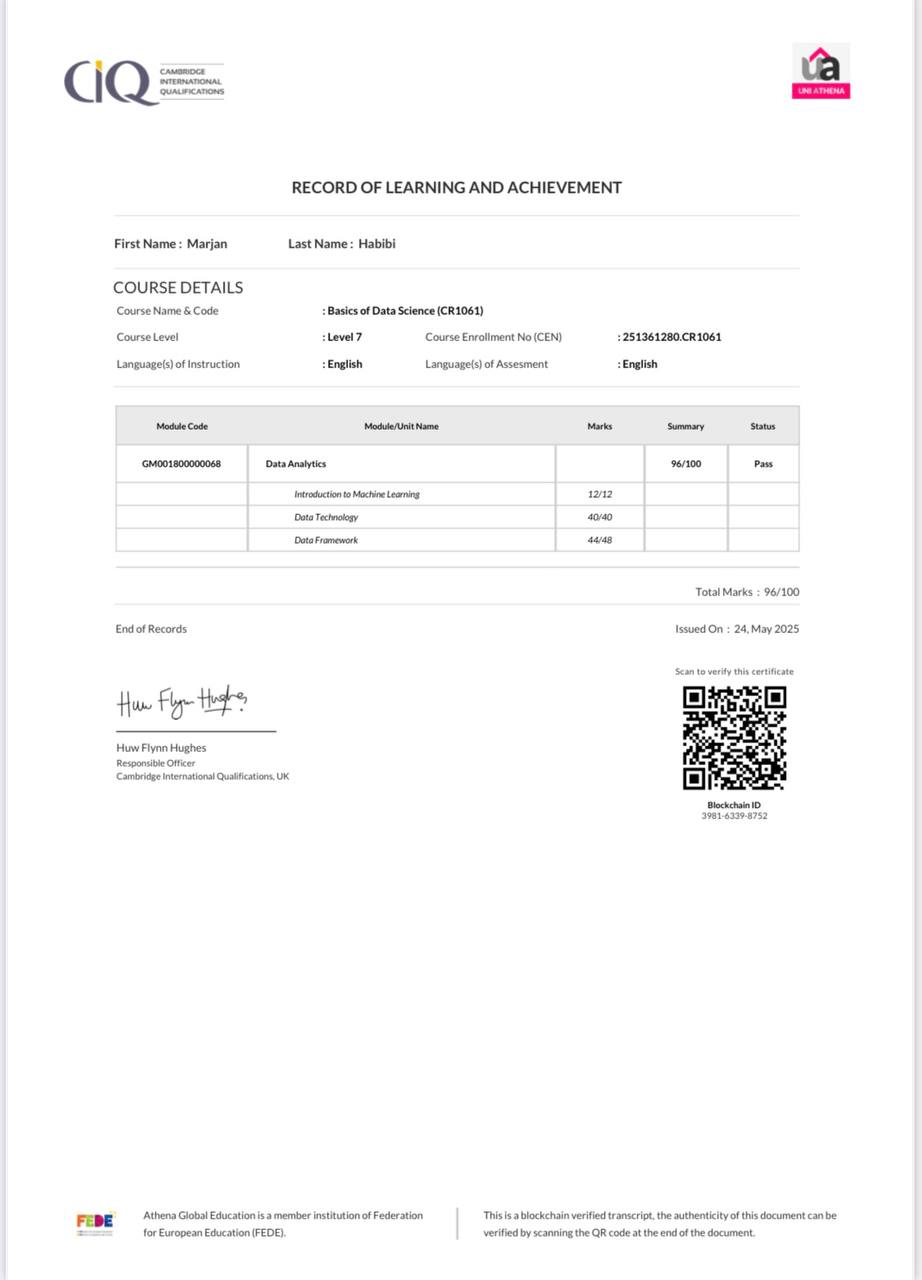 CIQ CAMBRIDGE
INTERNATIONAL
QUALIFICATIONS
ua
UNI ATHENA
RECORD OF LEARNING AND ACHIEVEMENT
First Name : Marjan Last Name : Habibi
COURSE DETAILS
Course Name & Code : Basics of Data Science (CR1061)
Course Level : Level 7 Course Enrollment No (CEN) : 251361280.CR1061
Language(s) of Instruction : English Language(s) of Assesment : English
Module Code Module/Unit Name Marks Summary Status
GM001800000068 Data Analytics 96/100 Pass
Introduction to Machine Learning 12/12
Data Technology 40/40
Data Framework 44/48
Total Marks : 96/100
End of Records Issued On : 24, May 2025
Scan to verify this certificate
Huw Flynn Hughes
Huw Flynn Hughes
Responsible Officer
Cambridge International Qualifications, UK
Blockchain ID
3981-6339-8752
FEDE
Athena Global Education is a member institution of Federation
for European Education (FEDE).
This is a blockchain verified transcript, the authenticity of this document can be
verified by scanning the QR code at the end of the document.